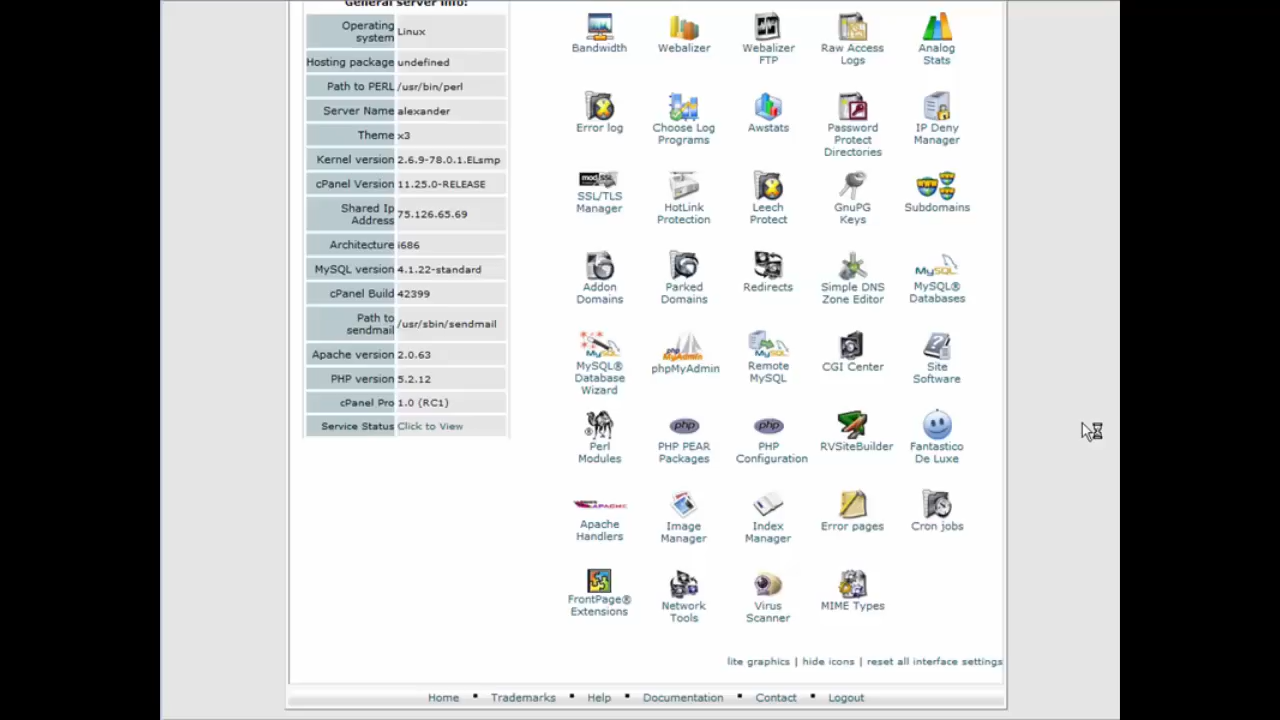 General server info:
Operating
system
Linux
Hosting package
undefined
Path to PERL
/usr/bin/perl
Server Name
alexander
Theme
x3
Kernel version
2.6.9-78.0.1.ELsmp
cPanel Version
11.25.0-RELEASE
Shared Ip
Address
75.126.65.69
Architecture
i686
MySQL version
4.1.22-standard
cPanel Build
42399
Path to
sendmail
/usr/sbin/sendmail
Apache version
2.0.63
PHP version
5.2.12
cPanel Pro
1.0 (RC1)
Service Status
Click to View
Bandwidth
Webalizer
Webalizer
FTP
Raw Access
Logs
Analog
Stats
Error log
Choose Log
Programs
Awstats
Password
Protect
Directories
IP Deny
Manager
SSL/TLS
Manager
HotLink
Protection
Leech
Protect
GnuPG
Keys
Subdomains
Addon
Domains
Parked
Domains
Redirects
Simple DNS
Zone Editor
MySQL
MySQL®
Databases
MySQL
MySQL®
Database
Wizard
php
MyAdmin
phpMyAdmin
MySQL
Remote
MySQL
CGI Center
Site
Software
Perl
Modules
php
PHP PEAR
Packages
php
PHP
Configuration
RVSiteBuilder
Fantastico
De Luxe
APACHE
Apache
Handlers
Image
Manager
Index
Manager
Error pages
Cron jobs
FrontPage®
Extensions
Network
Tools
Virus
Scanner
MIME Types
lite graphics | hide icons | reset all interface settings
Home ▪ Trademarks ▪ Help ▪ Documentation ▪ Contact ▪ Logout